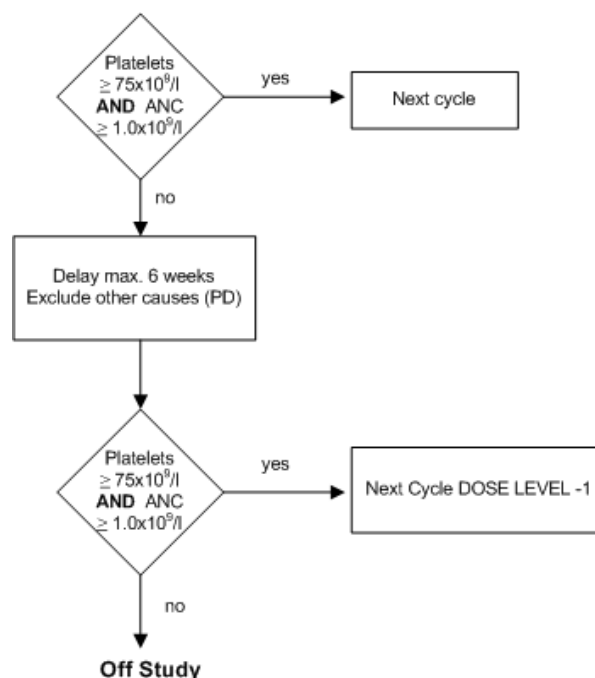 Platelets
≥ 75x10⁹/l
AND ANC
≥ 1.0x10⁹/l
yes
Next cycle
no
Delay max. 6 weeks
Exclude other causes (PD)
Platelets
≥ 75x10⁹/l
AND ANC
≥ 1.0x10⁹/l
yes
Next Cycle DOSE LEVEL -1
no
Off Study